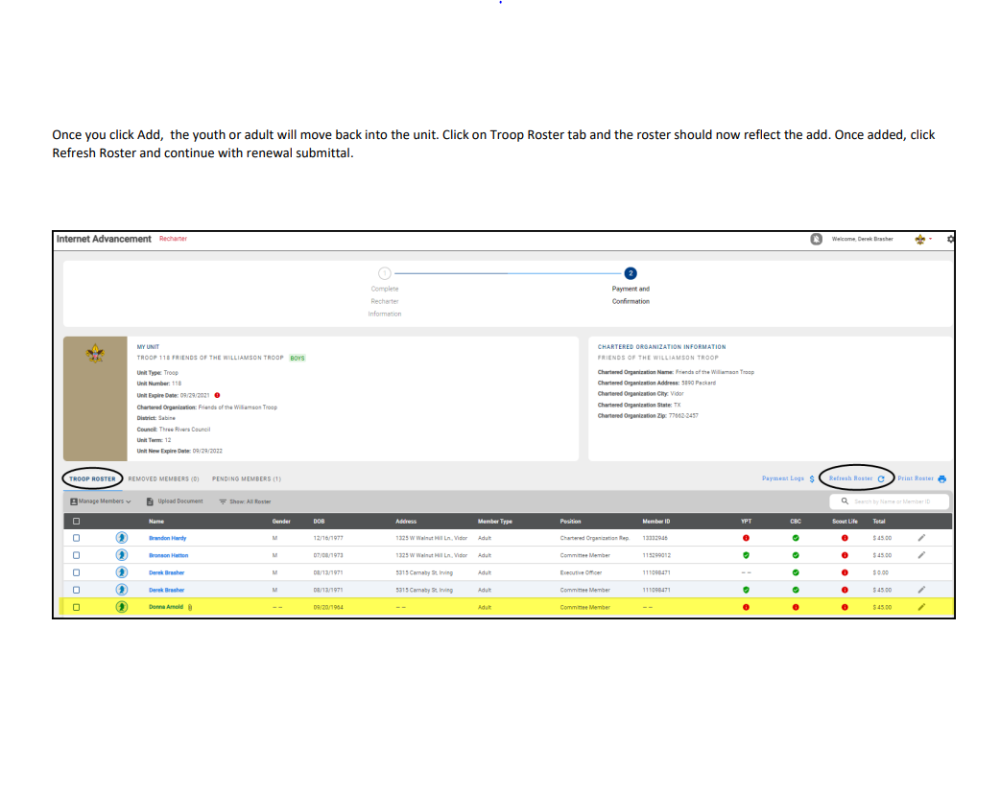 Once you click Add,  the youth or adult will move back into the unit. Click on Troop Roster tab and the roster should now reflect the add. Once added, click
Refresh Roster and continue with renewal submittal.
Internet Advancement Recharter Welcome, Derek Brasher
1 2
Complete Recharter Information
Payment and Confirmation
MY UNIT
TROOP 118 FRIENDS OF THE WILLIAMSON TROOP BOYS
Unit Type: Troop
Unit Number: 118
Unit Expire Date: 09/29/2021
Chartered Organization: Friends of the Williamson Troop
District: Sabine
Council: Three Rivers Council
Unit Term: 12
Unit New Expire Date: 09/29/2022
CHARTERED ORGANIZATION INFORMATION
FRIENDS OF THE WILLIAMSON TROOP
Chartered Organization Name: Friends of the Williamson Troop
Chartered Organization Address: 5890 Packard
Chartered Organization City: Vidor
Chartered Organization State: TX
Chartered Organization Zip: 77662-2457
TROOP ROSTER REMOVED MEMBERS (0) PENDING MEMBERS (1) Payment Logs $ Refresh Roster Print Roster
Manage Members Upload Document Show: All Roster Search by Name or Member ID
Name Gender DOB Address Member Type Position Member ID YPT CBC Scout Life Total
Brandon Hardy M 12/16/1977 1325 W Walnut Hill Ln., Vidor Adult Chartered Organization Rep. 13332946 $ 45.00
Bronson Hatton M 07/08/1973 1325 W Walnut Hill Ln., Vidor Adult Committee Member 115299012 $ 45.00
Derek Brasher M 08/13/1971 5315 Carnaby St, Irving Adult Executive Officer 111098471 -- $ 0.00
Derek Brasher M 08/13/1971 5315 Carnaby St, Irving Adult Committee Member 111098471 $ 45.00
Donna Arnold -- 09/20/1964 -- Adult Committee Member -- $ 45.00